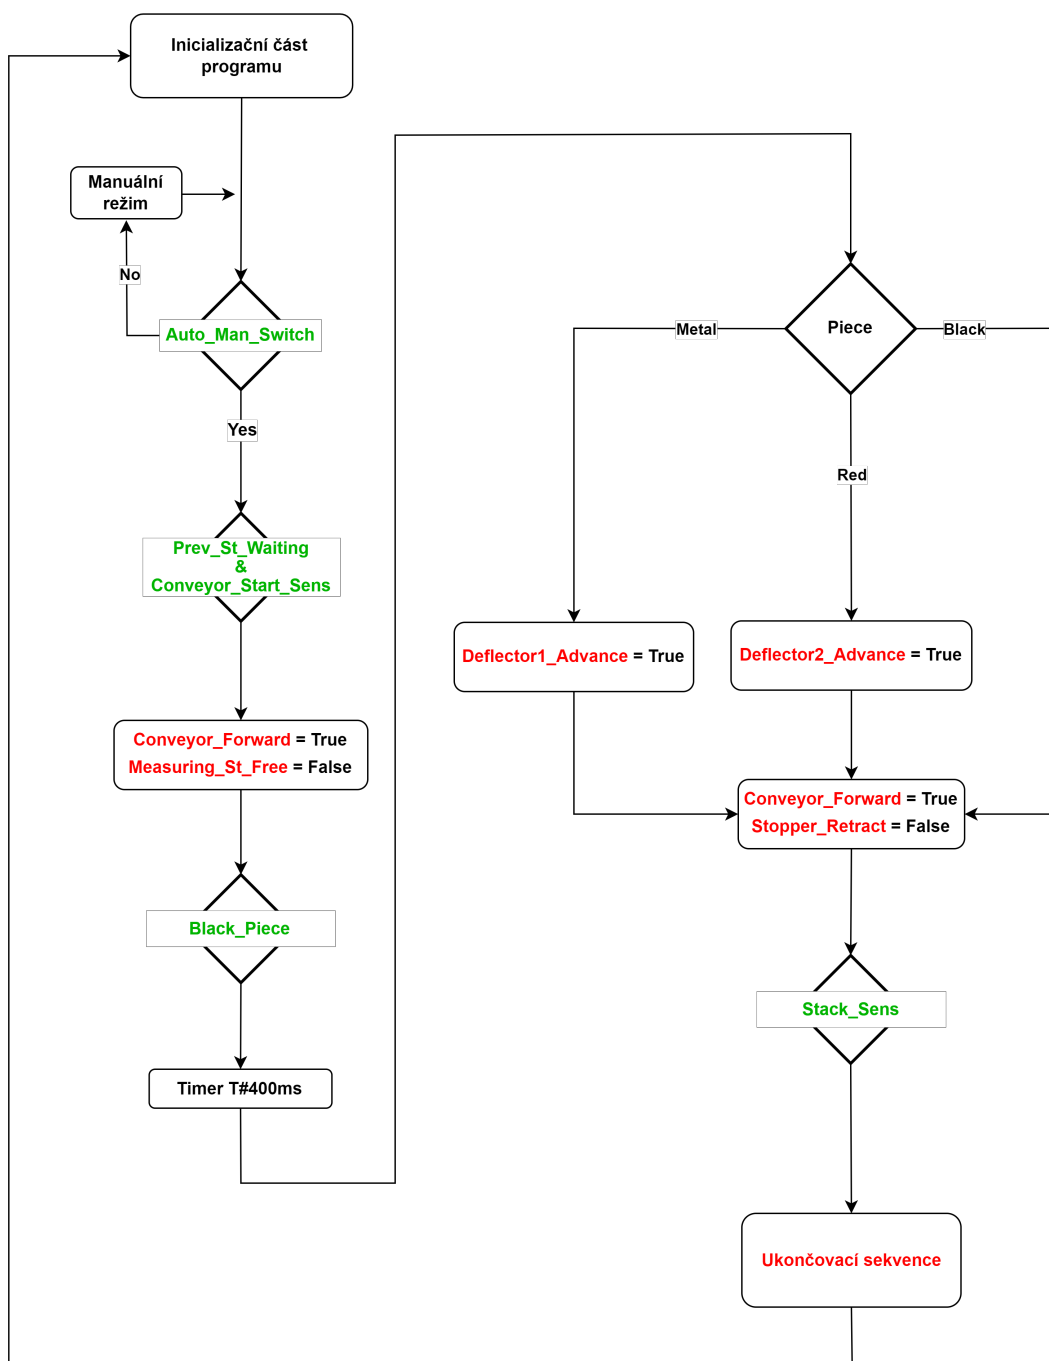 Inicializační část
programu
Manuální
režim
No
Auto_Man_Switch
Yes
Prev_St_Waiting
&
Conveyor_Start_Sens
Conveyor_Forward = True
Measuring_St_Free = False
Black_Piece
Timer T#400ms
Piece
Metal
Black
Red
Deflector1_Advance = True
Deflector2_Advance = True
Conveyor_Forward = True
Stopper_Retract = False
Stack_Sens
Ukončovací sekvence